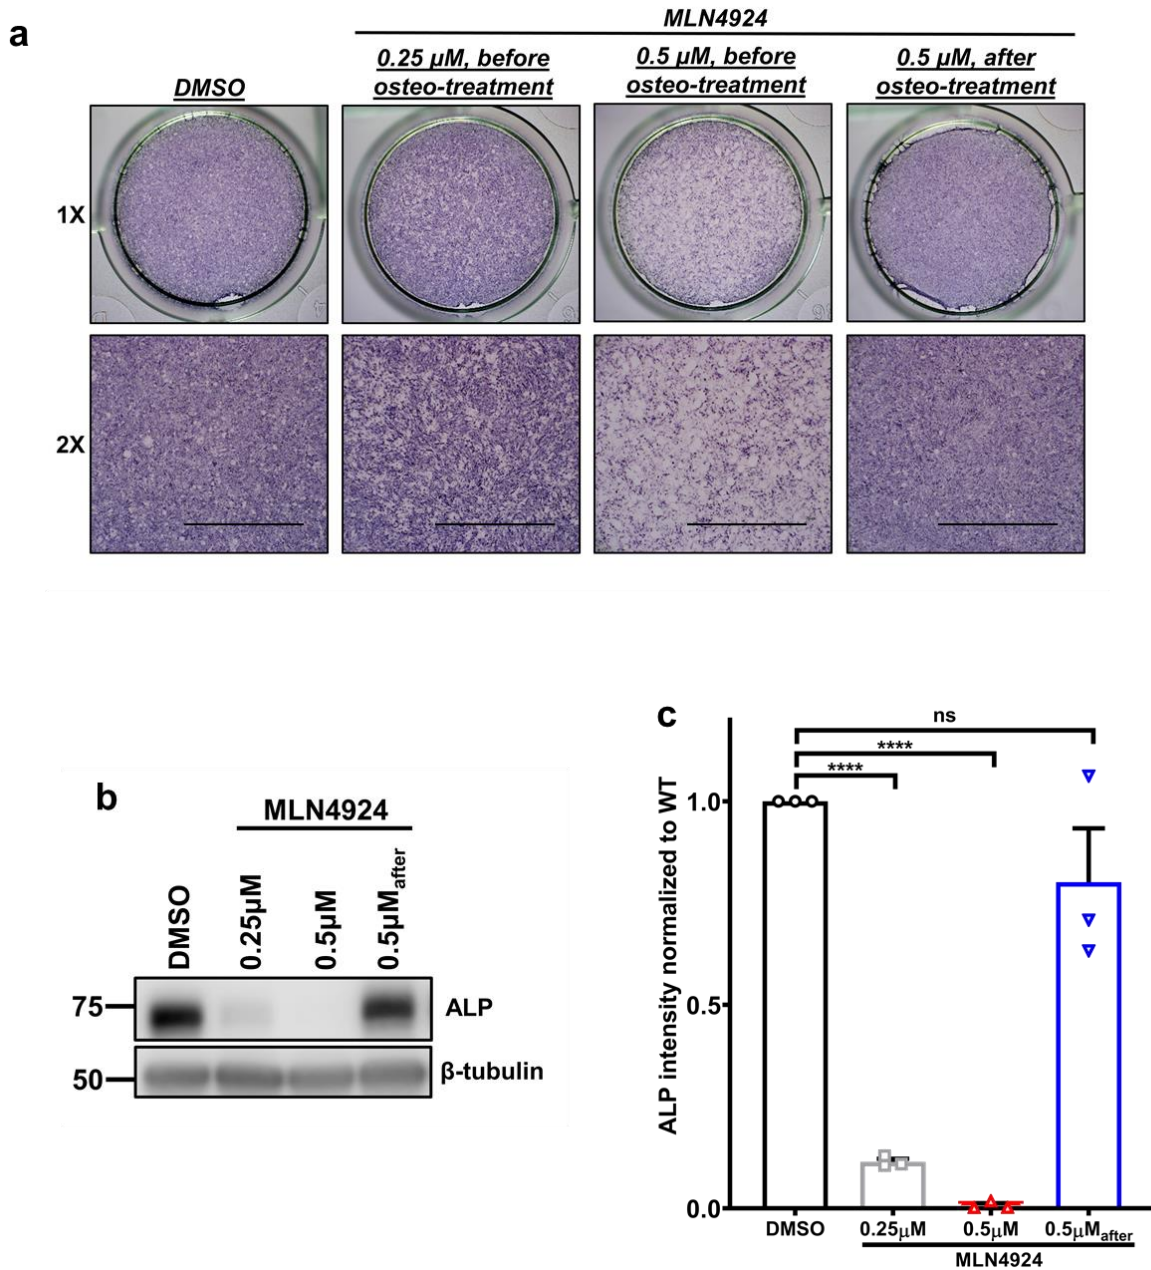 a
MLN4924
DMSO
0.25 µM, before
osteo-treatment
0.5 µM, before
osteo-treatment
0.5 µM, after
osteo-treatment
1X
2X
b
MLN4924
DMSO
0.25µM
0.5µM
0.5µMafter
75
ALP
50
β-tubulin
c
ns
****
****
ALP intensity normalized to WT
1.0
0.5
0.0
DMSO
0.25µM
0.5µM
0.5µMafter
MLN4924